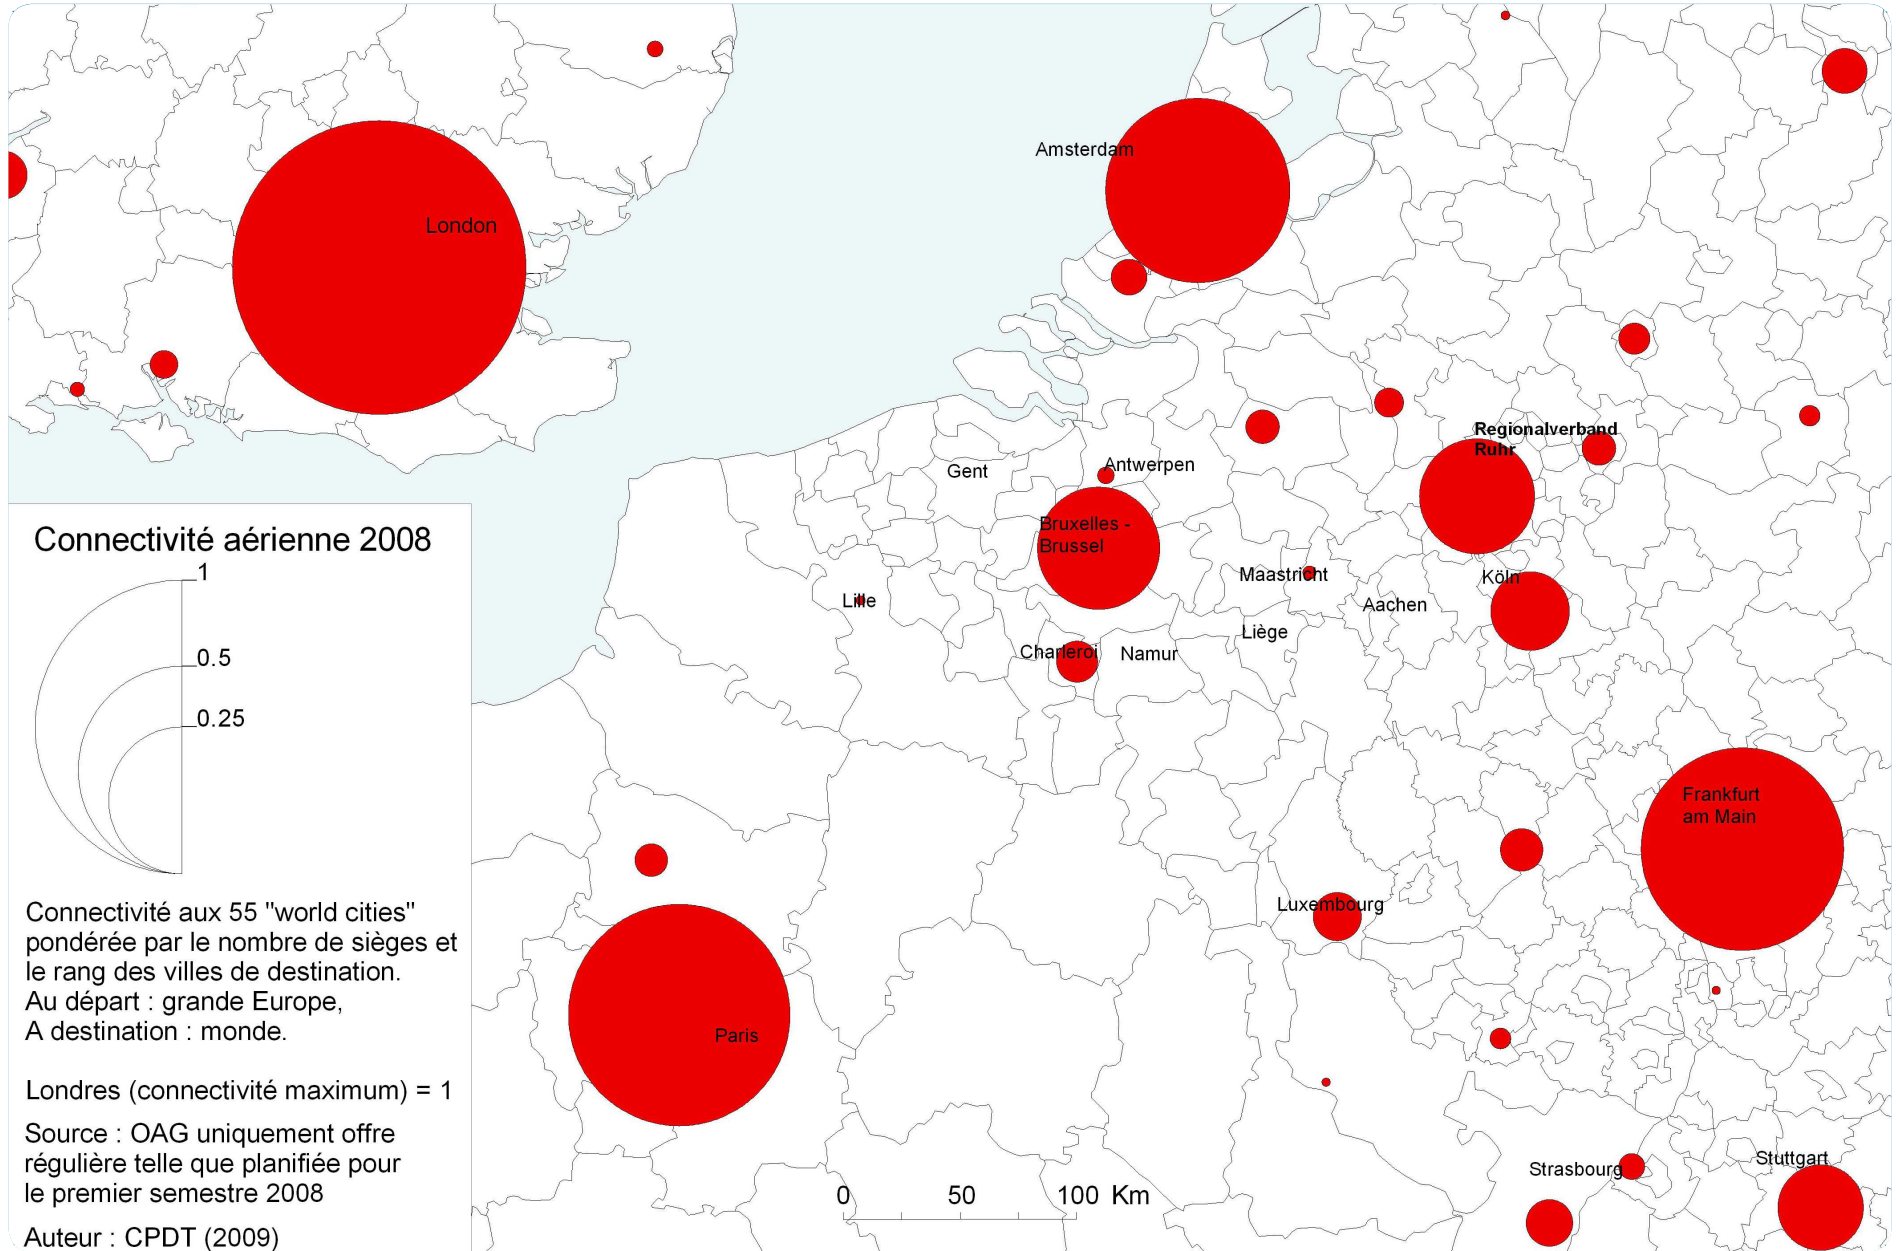 Amsterdam
London
Regionalverband
Ruhr
Gent
Antwerpen
Bruxelles -
Brussel
Maastricht
Köln
Lille
Aachen
Liège
Charleroi
Namur
Frankfurt
am Main
Luxembourg
Paris
Strasbourg
Stuttgart
0 50 100 Km
Connectivité aérienne 2008
1
0.5
0.25
Connectivité aux 55 "world cities"
pondérée par le nombre de sièges et
le rang des villes de destination.
Au départ : grande Europe,
A destination : monde.
Londres (connectivité maximum) = 1
Source : OAG uniquement offre
régulière telle que planifiée pour
le premier semestre 2008
Auteur : CPDT (2009)